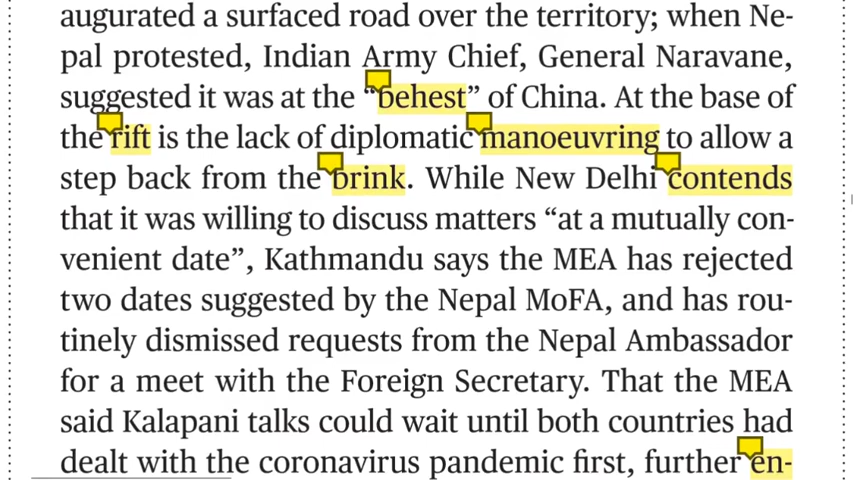 augurated a surfaced road over the territory; when Ne-
pal protested, Indian Army Chief, General Naravane,
suggested it was at the “behest” of China. At the base of
the rift is the lack of diplomatic manoeuvring to allow a
step back from the brink. While New Delhi contends
that it was willing to discuss matters “at a mutually con-
venient date”, Kathmandu says the MEA has rejected
two dates suggested by the Nepal MoFA, and has rou-
tinely dismissed requests from the Nepal Ambassador
for a meet with the Foreign Secretary. That the MEA
said Kalapani talks could wait until both countries had
dealt with the coronavirus pandemic first, further en-